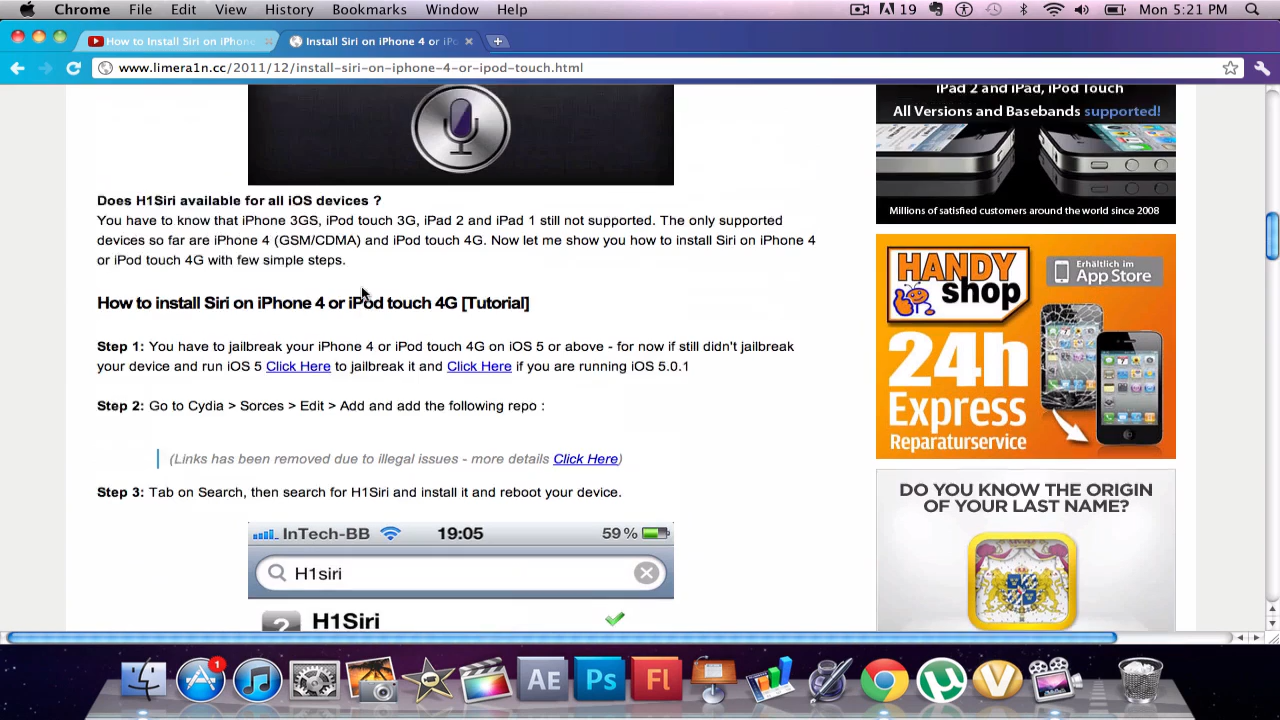 Chrome File Edit View History Bookmarks Window Help 19 Mon 5:21 PM
How to Install Siri on iPhone Install Siri on iPhone 4 or iPo
www.limera1n.cc/2011/12/install-siri-on-iphone-4-or-ipod-touch.html
Does H1Siri available for all iOS devices ?
You have to know that iPhone 3GS, iPod touch 3G, iPad 2 and iPad 1 still not supported. The only supported
devices so far are iPhone 4 (GSM/CDMA) and iPod touch 4G. Now let me show you how to install Siri on iPhone 4
or iPod touch 4G with few simple steps.
How to install Siri on iPhone 4 or iPod touch 4G [Tutorial]
Step 1: You have to jailbreak your iPhone 4 or iPod touch 4G on iOS 5 or above - for now if still didn't jailbreak
your device and run iOS 5 Click Here to jailbreak it and Click Here if you are running iOS 5.0.1
Step 2: Go to Cydia > Sorces > Edit > Add and add the following repo :
(Links has been removed due to illegal issues - more details Click Here)
Step 3: Tab on Search, then search for H1Siri and install it and reboot your device.
InTech-BB 19:05 59%
H1siri
? H1Siri
iPad 2 and iPad, iPod Touch
All Versions and Basebands supported!
Millions of satisfied customers around the world since 2008
HANDY
shop
Erhältlich im
App Store
24h
Express
Reparaturservice
DO YOU KNOW THE ORIGIN
OF YOUR LAST NAME?
1
AE
Ps
Fl